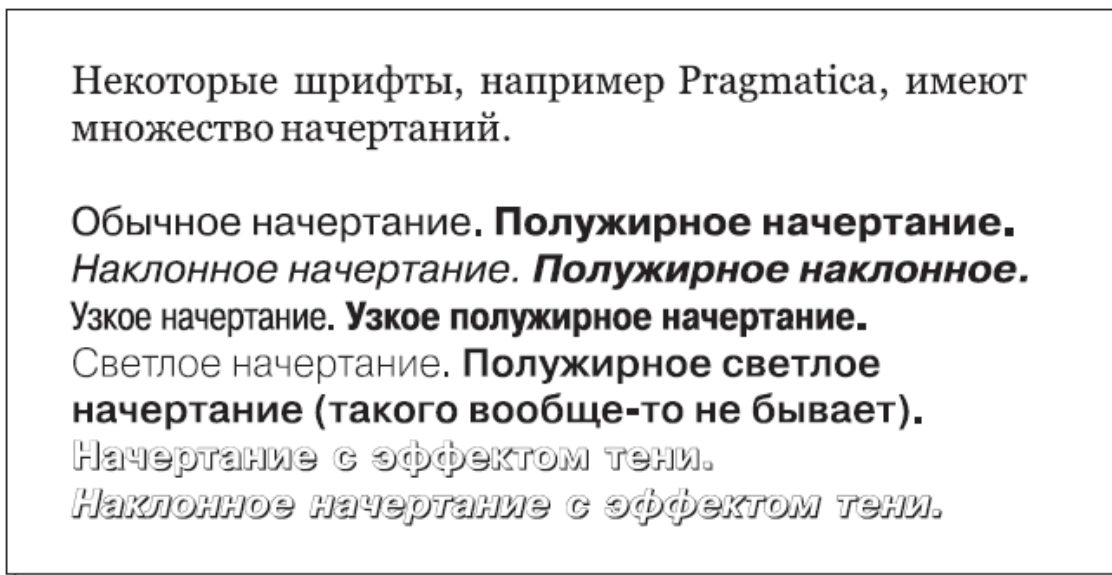 Некоторые шрифты, например Pragmatica, имеют
множество начертаний.
Обычное начертание. Полужирное начертание.
Наклонное начертание. Полужирное наклонное.
Узкое начертание. Узкое полужирное начертание.
Светлое начертание. Полужирное светлое
начертание (такого вообще-то не бывает).
Начертание с эффектом тени.
Наклонное начертание с эффектом тени.